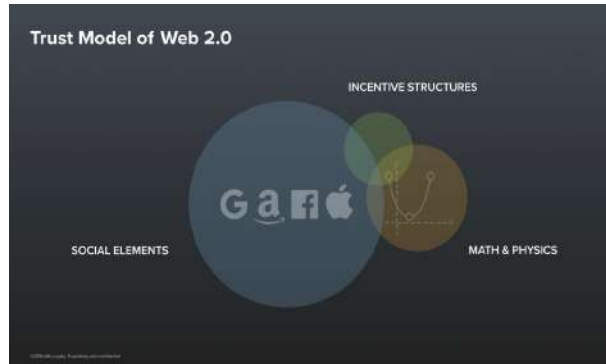 Trust Model of Web 2.0
INCENTIVE STRUCTURES
SOCIAL ELEMENTS
MATH & PHYSICS